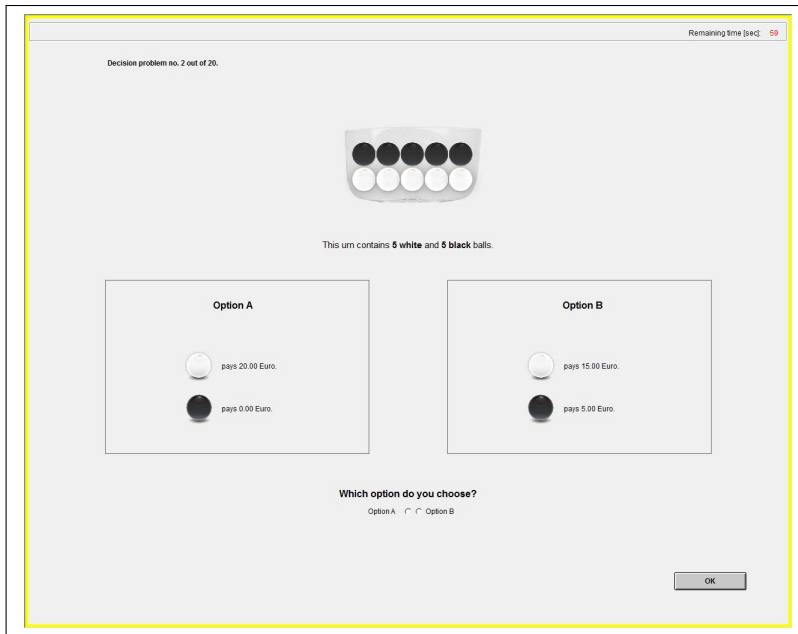 Remaining time [sec]: 59
Decision problem no. 2 out of 20.
This urn contains 5 white and 5 black balls.
Option A
pays 20.00 Euro.
pays 0.00 Euro.
Option B
pays 15.00 Euro.
pays 5.00 Euro.
Which option do you choose?
Option A Option B
OK